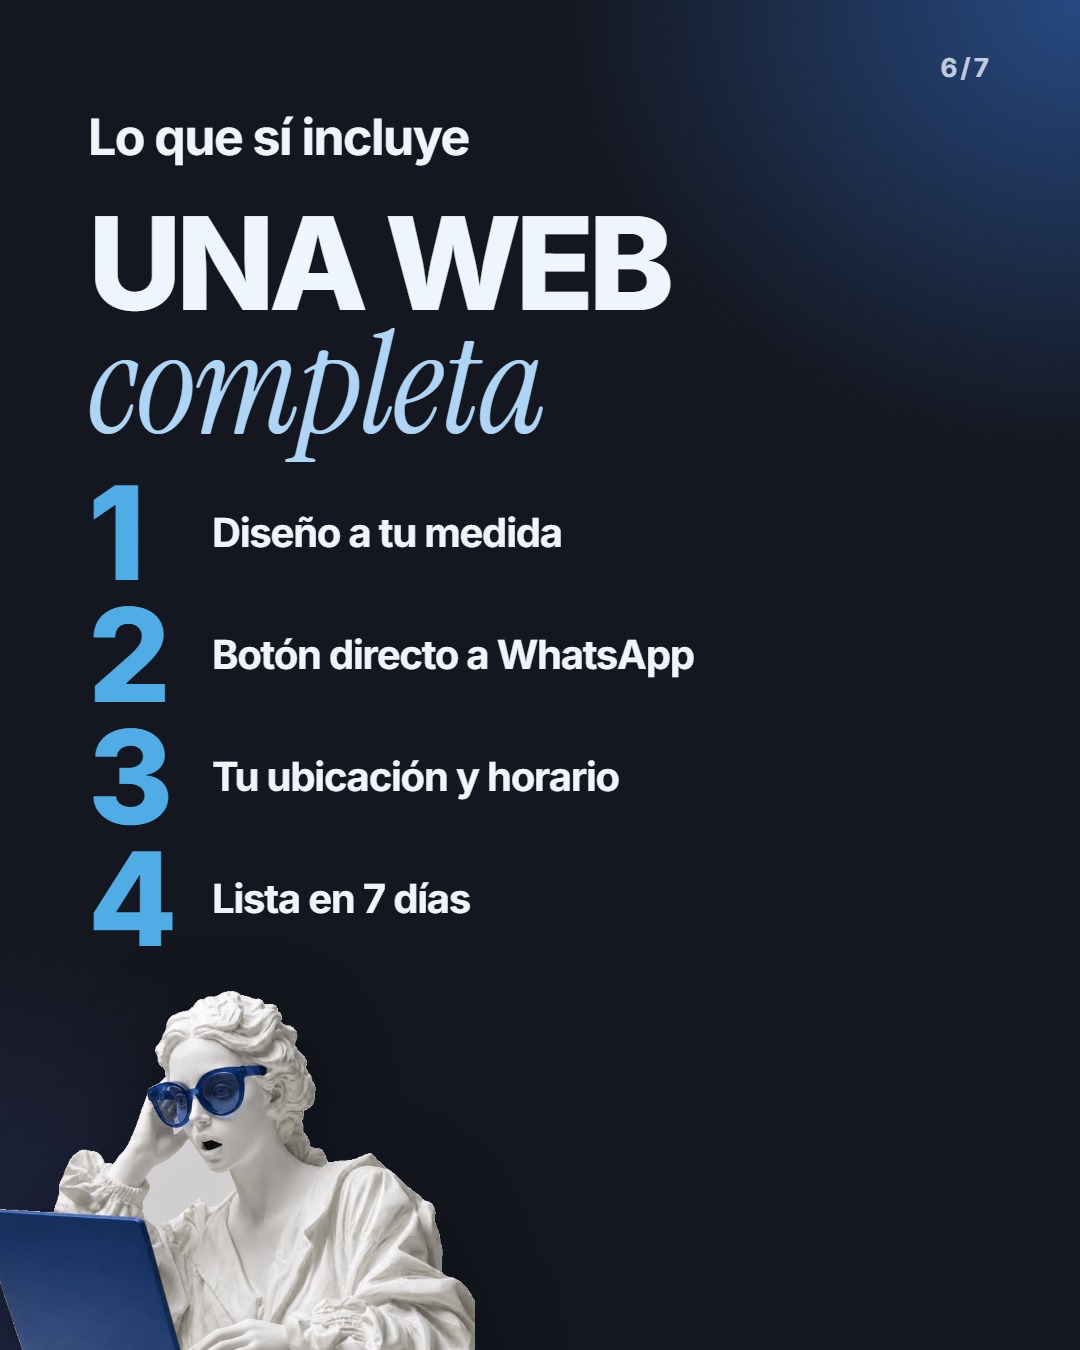 6/7
Lo que sí incluye
UNA WEB
completa
1 Diseño a tu medida
2 Botón directo a WhatsApp
3 Tu ubicación y horario
4 Lista en 7 días